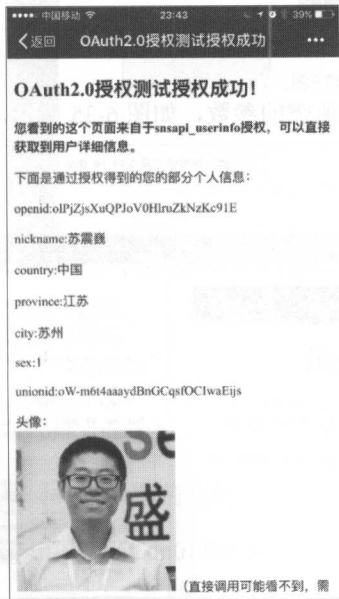 中国移动 23:43 39%
返回 OAuth2.0授权测试授权成功 •••
OAuth2.0授权测试授权成功!
您看到的这个页面来自于snsapi_userinfo授权，可以直接
获取到用户详细信息。
下面是通过授权得到的您的部分个人信息：
openid:olPjZjsXuQPJoV0HlruZkNzKc91E
nickname:苏震巍
country:中国
province:江苏
city:苏州
sex:1
unionid:oW-m6t4aaaydBnGCqsfOCIwaEijs
头像：
盛
（直接调用可能看不到，需